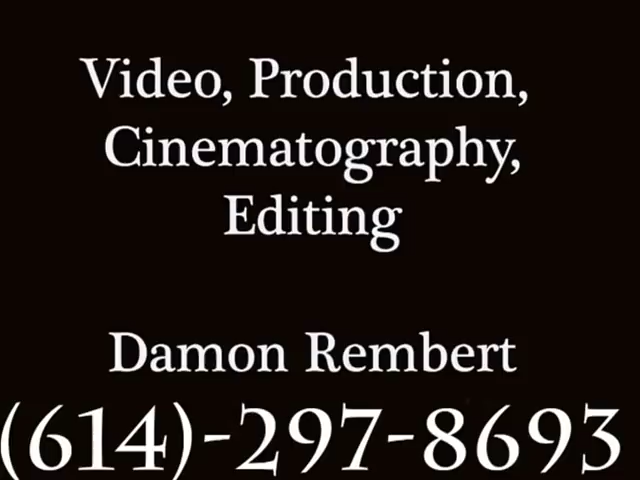 Video, Production,
Cinematography,
Editing
Damon Rembert
(614)-297-8693